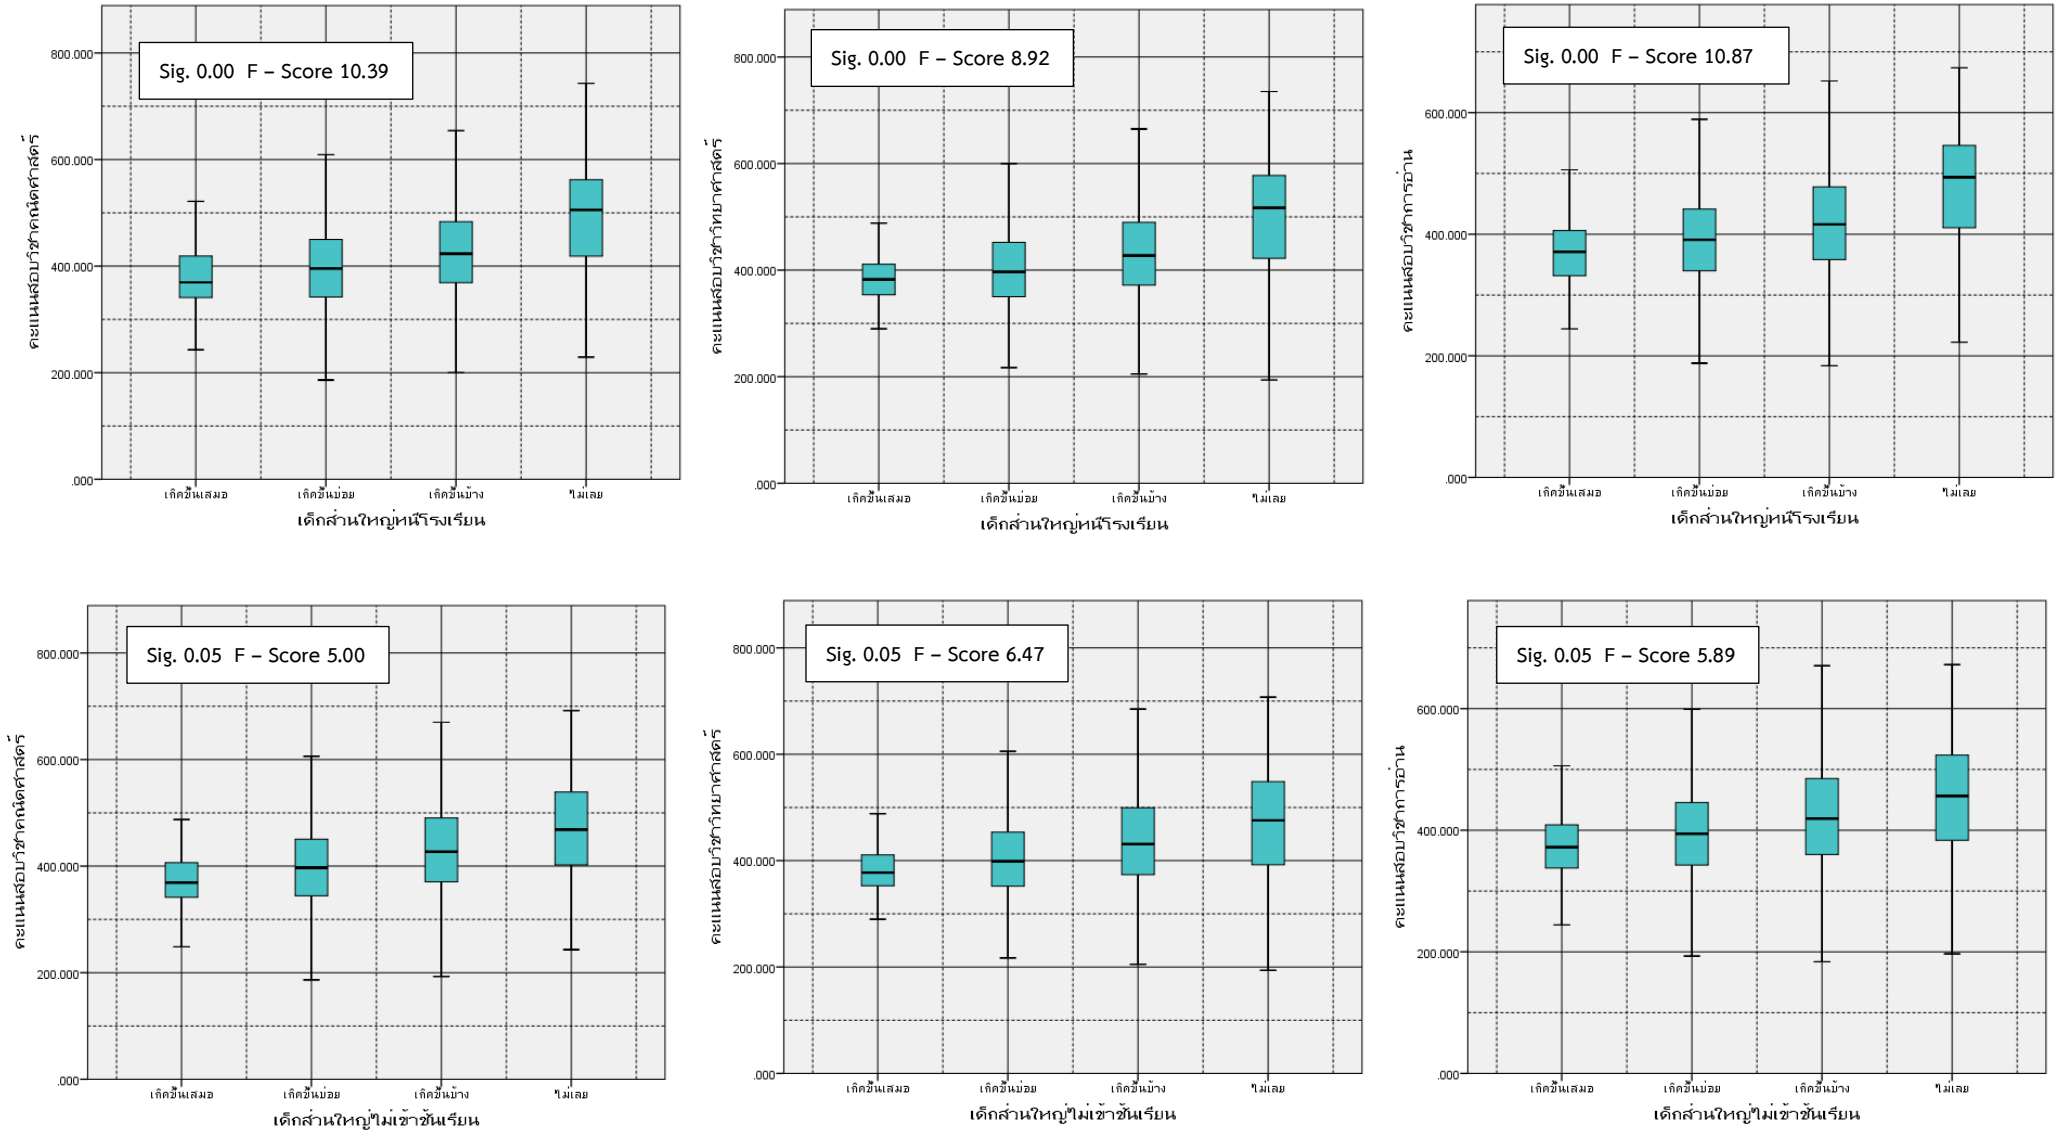 Sig. 0.00 F – Score 10.39
คะแนนสอบวิชาคณิตศาสตร์
800.000
600.000
400.000
200.000
.000
เกิดขึ้นเสมอ เกิดขึ้นบ่อย เกิดขึ้นบ้าง ไม่เลย
เด็กส่วนใหญ่หนีโรงเรียน
Sig. 0.00 F – Score 8.92
คะแนนสอบวิชาวิทยาศาสตร์
800.000
600.000
400.000
200.000
.000
เกิดขึ้นเสมอ เกิดขึ้นบ่อย เกิดขึ้นบ้าง ไม่เลย
เด็กส่วนใหญ่หนีโรงเรียน
Sig. 0.00 F – Score 10.87
คะแนนสอบวิชาการอ่าน
600.000
400.000
200.000
.000
เกิดขึ้นเสมอ เกิดขึ้นบ่อย เกิดขึ้นบ้าง ไม่เลย
เด็กส่วนใหญ่หนีโรงเรียน
Sig. 0.05 F – Score 5.00
คะแนนสอบวิชาคณิตศาสตร์
800.000
600.000
400.000
200.000
.000
เกิดขึ้นเสมอ เกิดขึ้นบ่อย เกิดขึ้นบ้าง ไม่เลย
เด็กส่วนใหญ่ไม่เข้าชั้นเรียน
Sig. 0.05 F – Score 6.47
คะแนนสอบวิชาวิทยาศาสตร์
800.000
600.000
400.000
200.000
.000
เกิดขึ้นเสมอ เกิดขึ้นบ่อย เกิดขึ้นบ้าง ไม่เลย
เด็กส่วนใหญ่ไม่เข้าชั้นเรียน
Sig. 0.05 F – Score 5.89
คะแนนสอบวิชาการอ่าน
600.000
400.000
200.000
.000
เกิดขึ้นเสมอ เกิดขึ้นบ่อย เกิดขึ้นบ้าง ไม่เลย
เด็กส่วนใหญ่ไม่เข้าชั้นเรียน